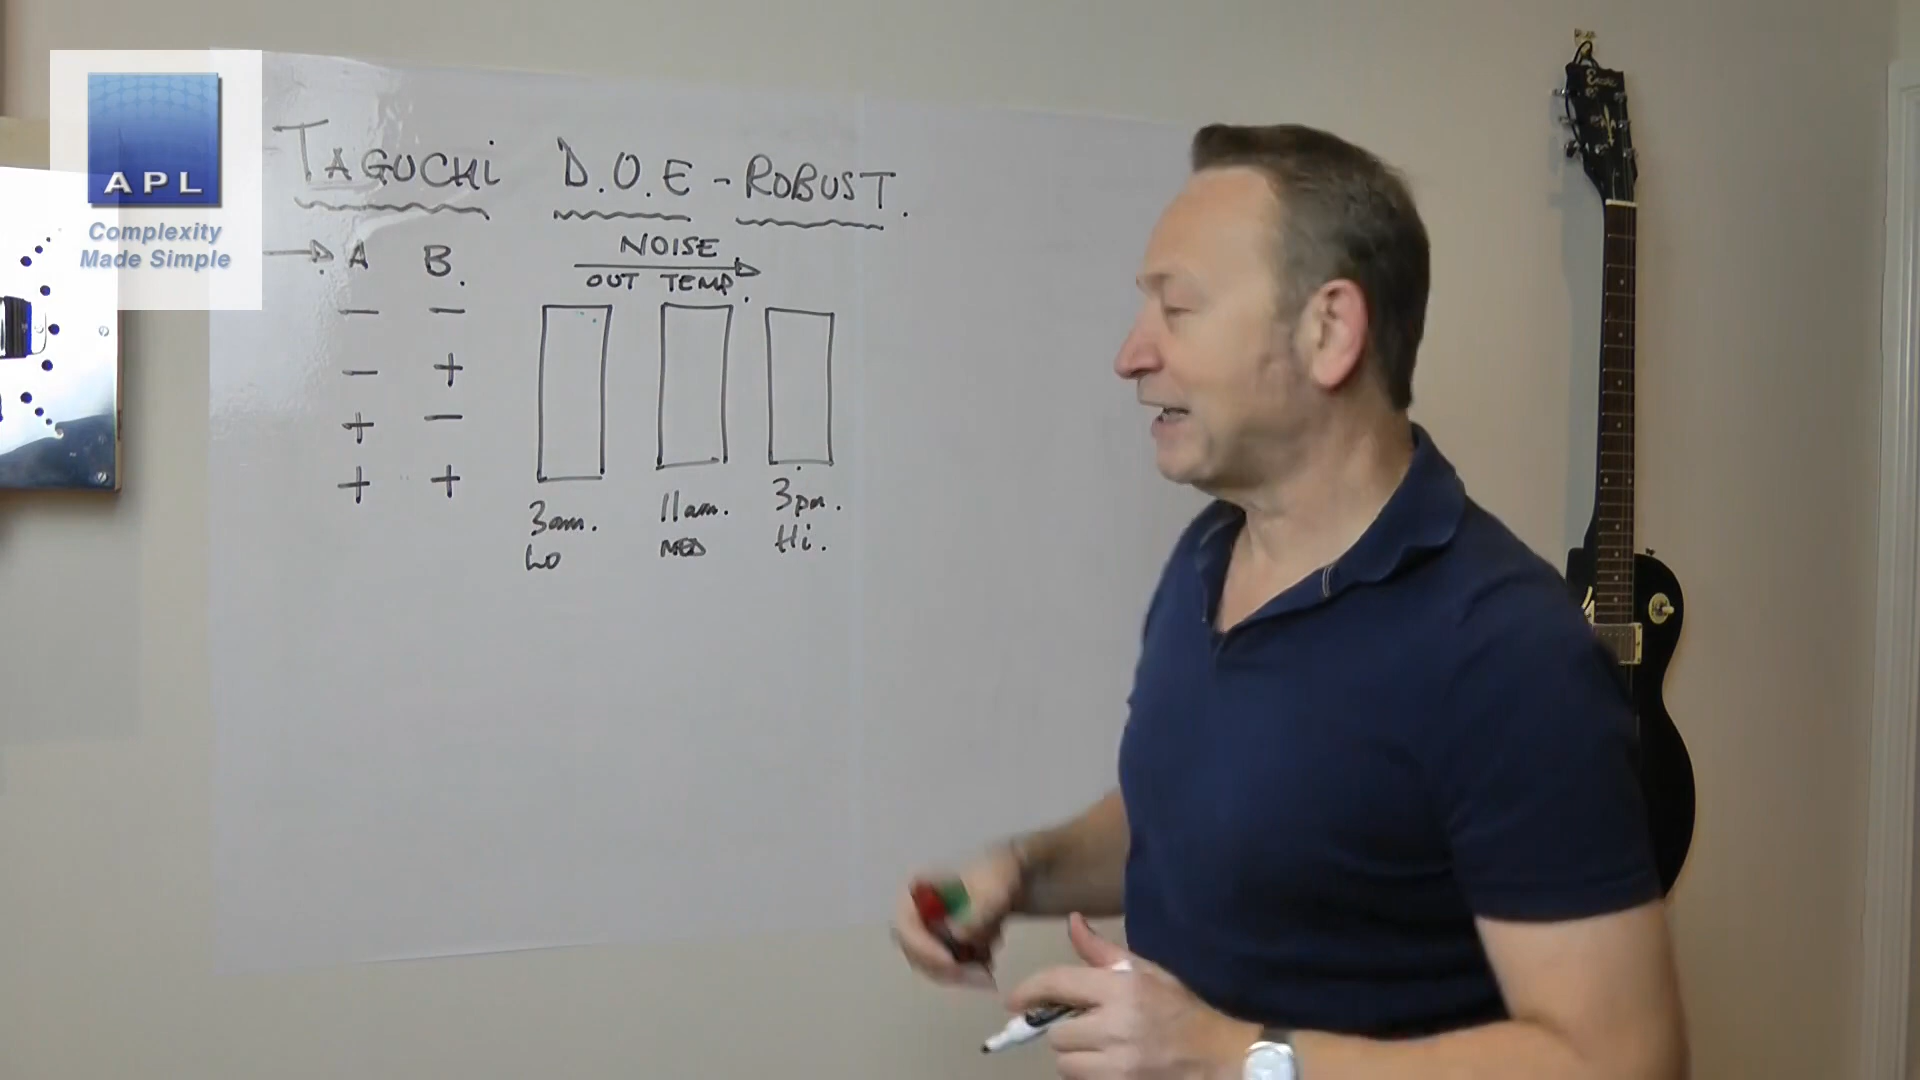 APL
Complexity
Made Simple
TAGUCHi D.O.E - ROBUST.
A B.
NOISE
OUT TEMP.
- -
- +
+ -
+ +
3am. 11am. 3pm.
Lo MED Hi.